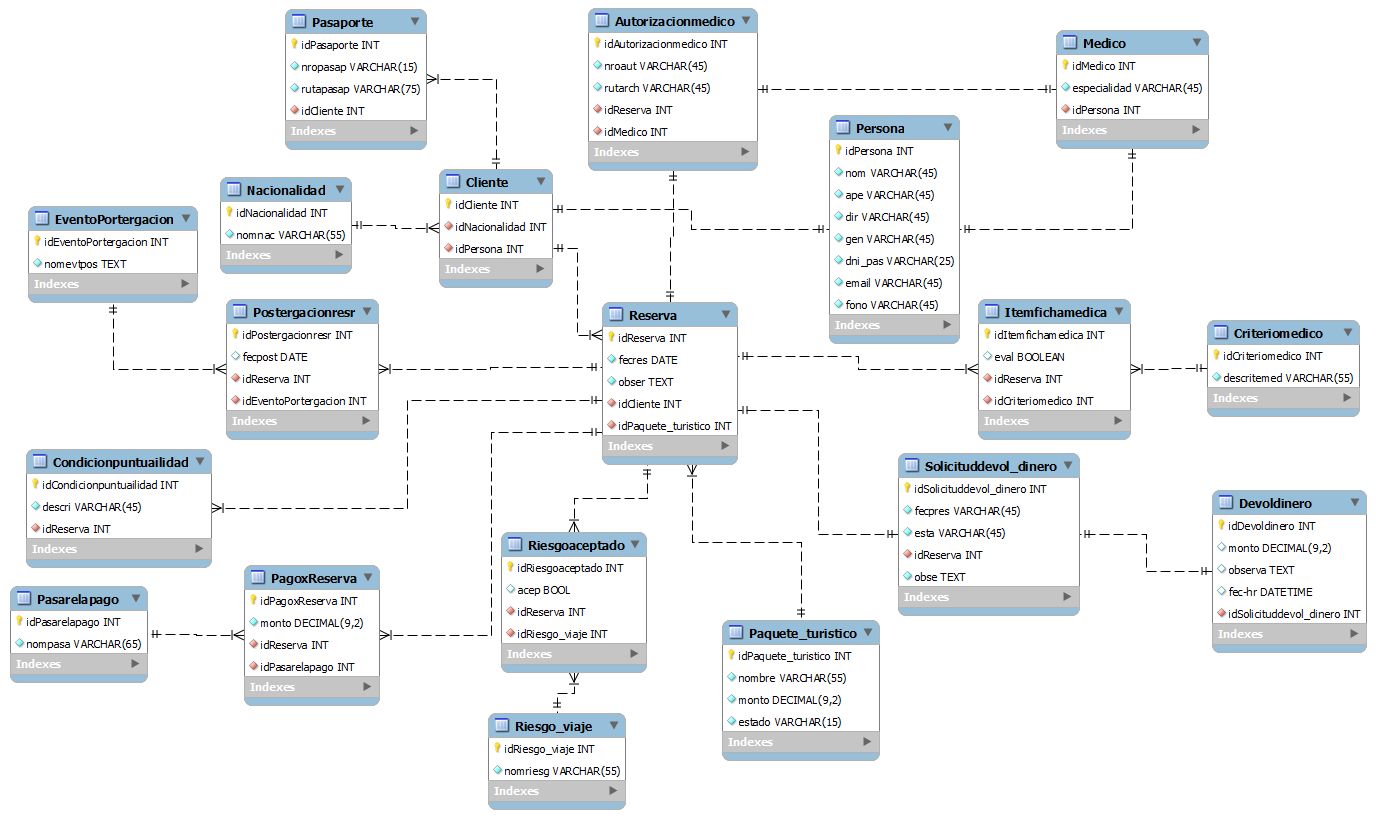 Pasaporte
idPasaporte INT
nropasap VARCHAR(15)
rutapasap VARCHAR(75)
idCliente INT
Indexes
Autorizacionmedico
idAutorizacionmedico INT
nroaut VARCHAR(45)
rutarch VARCHAR(45)
idReserva INT
idMedico INT
Indexes
Medico
idMedico INT
especialidad VARCHAR(45)
idPersona INT
Indexes
Persona
idPersona INT
nom VARCHAR(45)
ape VARCHAR(45)
dir VARCHAR(45)
gen VARCHAR(45)
dni_pas VARCHAR(25)
email VARCHAR(45)
fono VARCHAR(45)
Indexes
Cliente
idCliente INT
idNacionalidad INT
idPersona INT
Indexes
Nacionalidad
idNacionalidad INT
nomnac VARCHAR(55)
Indexes
EventoPortergacion
idEventoPortergacion INT
nomevtpos TEXT
Indexes
Postergacionresr
idPostergacionresr INT
fecpost DATE
idReserva INT
idEventoPortergacion INT
Indexes
Reserva
idReserva INT
fecres DATE
obser TEXT
idCliente INT
idPaquete_turistico INT
Indexes
Itemfichamedica
idItemfichamedica INT
eval BOOLEAN
idReserva INT
idCriteriomedico INT
Indexes
Criteriomedico
idCriteriomedico INT
descritemed VARCHAR(55)
Indexes
Condicionpuntuailidad
idCondicionpuntuailidad INT
descri VARCHAR(45)
idReserva INT
Indexes
Solicituddevol_dinero
idSolicituddevol_dinero INT
fecpres VARCHAR(45)
esta VARCHAR(45)
idReserva INT
obse TEXT
Indexes
Devoldinero
idDevoldinero INT
monto DECIMAL(9,2)
observa TEXT
fec-hr DATETIME
idSolicituddevol_dinero INT
Indexes
Riesgoaceptado
idRiesgoaceptado INT
acep BOOL
idReserva INT
idRiesgo_viaje INT
Indexes
PagoxReserva
idPagoxReserva INT
monto DECIMAL(9,2)
idReserva INT
idPasarelapago INT
Indexes
Pasarelapago
idPasarelapago INT
nompasa VARCHAR(65)
Indexes
Paquete_turistico
idPaquete_turistico INT
nombre VARCHAR(55)
monto DECIMAL(9,2)
estado VARCHAR(15)
Indexes
Riesgo_viaje
idRiesgo_viaje INT
nomriesg VARCHAR(55)
Indexes